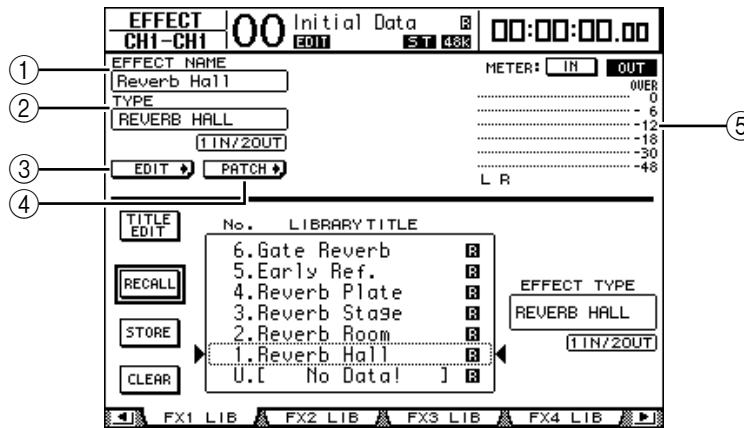 EFFECT
CH1-CH1
00
Initial Data
R
EDIT
ST
48K
00:00:00.00
1
EFFECT NAME
Reverb Hall
METER:
IN
OUT
2
TYPE
REVERB HALL
1IN/2OUT
OVER
0
- 6
-12
-18
-30
-48
5
3
EDIT
PATCH
4
L R
TITLE
EDIT
No. LIBRARY TITLE
6.Gate Reverb R
5.Early Ref. R
RECALL
4.Reverb Plate R
3.Reverb Stage R
STORE
2.Reverb Room R
1.Reverb Hall R
CLEAR
U.[ No Data! ] R
EFFECT TYPE
REVERB HALL
1IN/2OUT
FX1 LIB
FX2 LIB
FX3 LIB
FX4 LIB